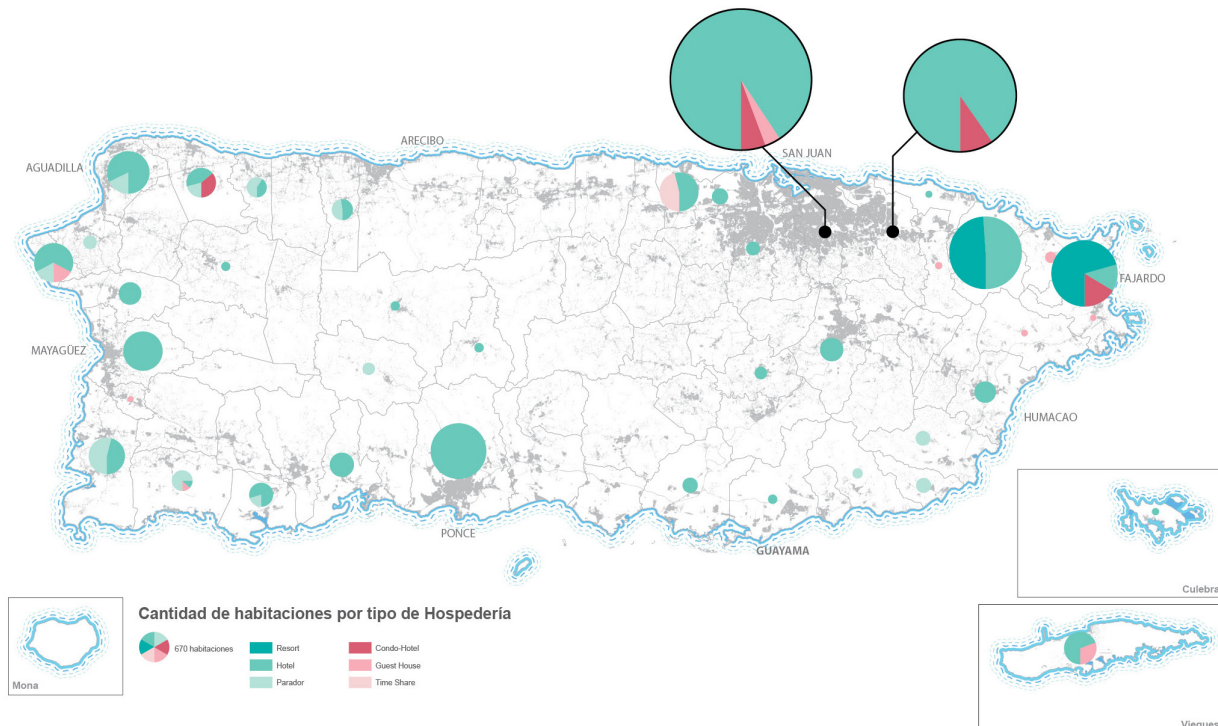 SAN JUAN
ARECIBO
AGUADILLA
FAJARDO
MAYAGÜEZ
HUMACAO
PONCE
GUAYAMA
Culebra
Cantidad de habitaciones por tipo de Hospedería
670 habitaciones
Resort
Hotel
Parador
Condo-Hotel
Guest House
Time Share
Mona
Vieques